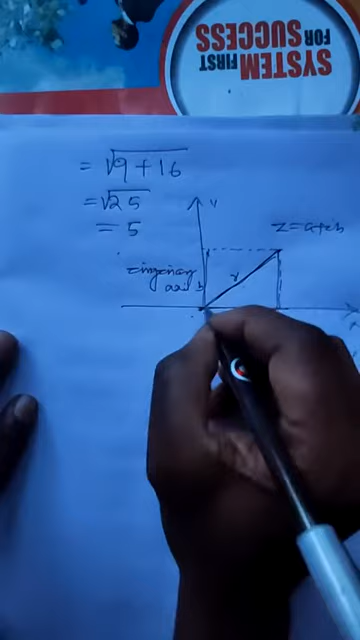 SYSTEM FIRST
FOR SUCCESS
= √9 + 16
= √25
= 5
y
z = a + ib
imaginary
axis b
r
x